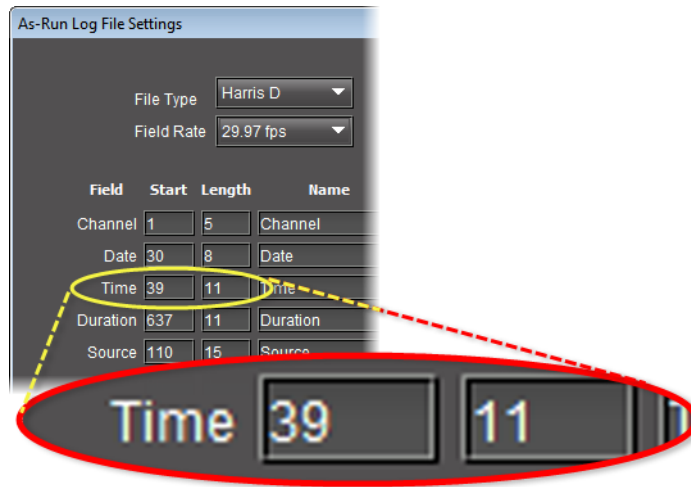 As-Run Log File Settings
File Type Harris D
Field Rate 29.97 fps
Field Start Length Name
Channel 1 5 Channel
Date 30 8 Date
Time 39 11 Time
Duration 637 11 Duration
Source 110 15 Source
Time 39 11